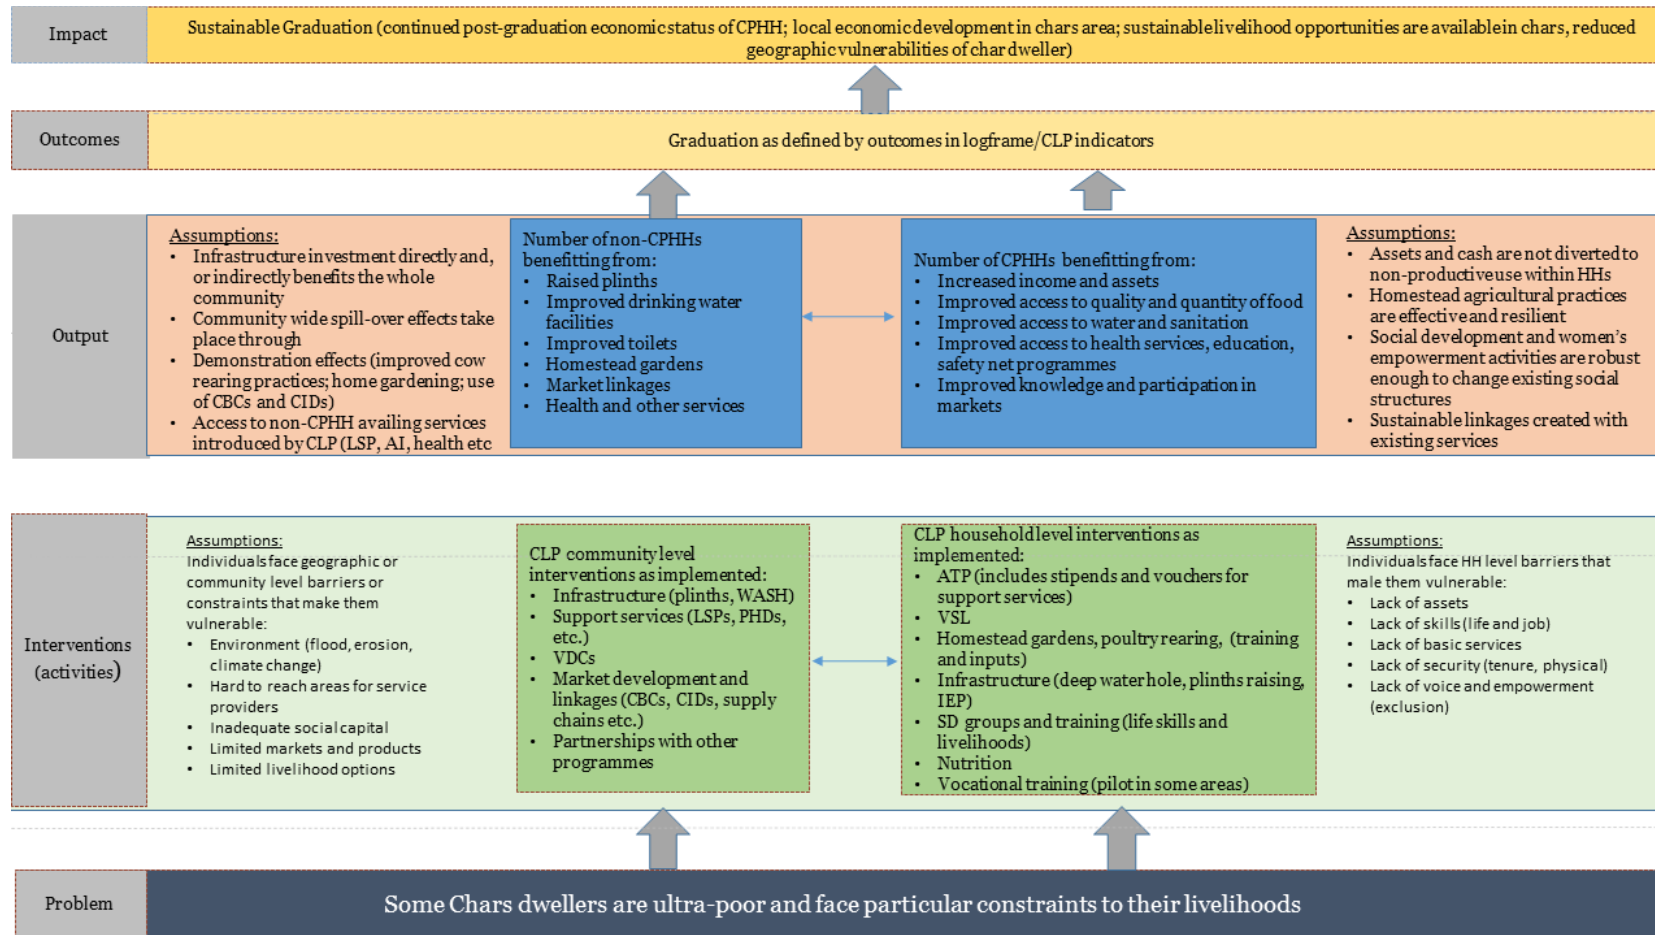 Impact
Sustainable Graduation (continued post-graduation economic status of CPHH; local economic development in chars area; sustainable livelihood opportunities are available in chars, reduced
geographic vulnerabilities of char dweller)
Outcomes
Graduation as defined by outcomes in logframe/CLP indicators
Output
Assumptions:
• Infrastructure investment directly and,
or indirectly benefits the whole
community
• Community wide spill-over effects take
place through
• Demonstration effects (improved cow
rearing practices; home gardening; use
of CBCs and CIDs)
• Access to non-CPHH availing services
introduced by CLP (LSP, AI, health etc
Number of non-CPHHs
benefitting from:
• Raised plinths
• Improved drinking water
facilities
• Improved toilets
• Homestead gardens
• Market linkages
• Health and other services
Number of CPHHs benefitting from:
• Increased income and assets
• Improved access to quality and quantity of food
• Improved access to water and sanitation
• Improved access to health services, education,
safety net programmes
• Improved knowledge and participation in
markets
Assumptions:
• Assets and cash are not diverted to
non-productive use within HHs
• Homestead agricultural practices
are effective and resilient
• Social development and women's
empowerment activities are robust
enough to change existing social
structures
• Sustainable linkages created with
existing services
Interventions
(activities)
Assumptions:
Individuals face geographic or
community level barriers or
constraints that make them
vulnerable:
• Environment (flood, erosion,
climate change)
• Hard to reach areas for service
providers
• Inadequate social capital
• Limited markets and products
• Limited livelihood options
CLP community level
interventions as implemented:
• Infrastructure (plinths, WASH)
• Support services (LSPs, PHDs,
etc.)
• VDCs
• Market development and
linkages (CBCs, CIDs, supply
chains etc.)
• Partnerships with other
programmes
CLP household level interventions as
implemented:
• ATP (includes stipends and vouchers for
support services)
• VSL
• Homestead gardens, poultry rearing, (training
and inputs)
• Infrastructure (deep waterhole, plinths raising,
IEP)
• SD groups and training (life skills and
livelihoods)
• Nutrition
• Vocational training (pilot in some areas)
Assumptions:
Individuals face HH level barriers that
male them vulnerable:
• Lack of assets
• Lack of skills (life and job)
• Lack of basic services
• Lack of security (tenure, physical)
• Lack of voice and empowerment
(exclusion)
Problem
Some Chars dwellers are ultra-poor and face particular constraints to their livelihoods